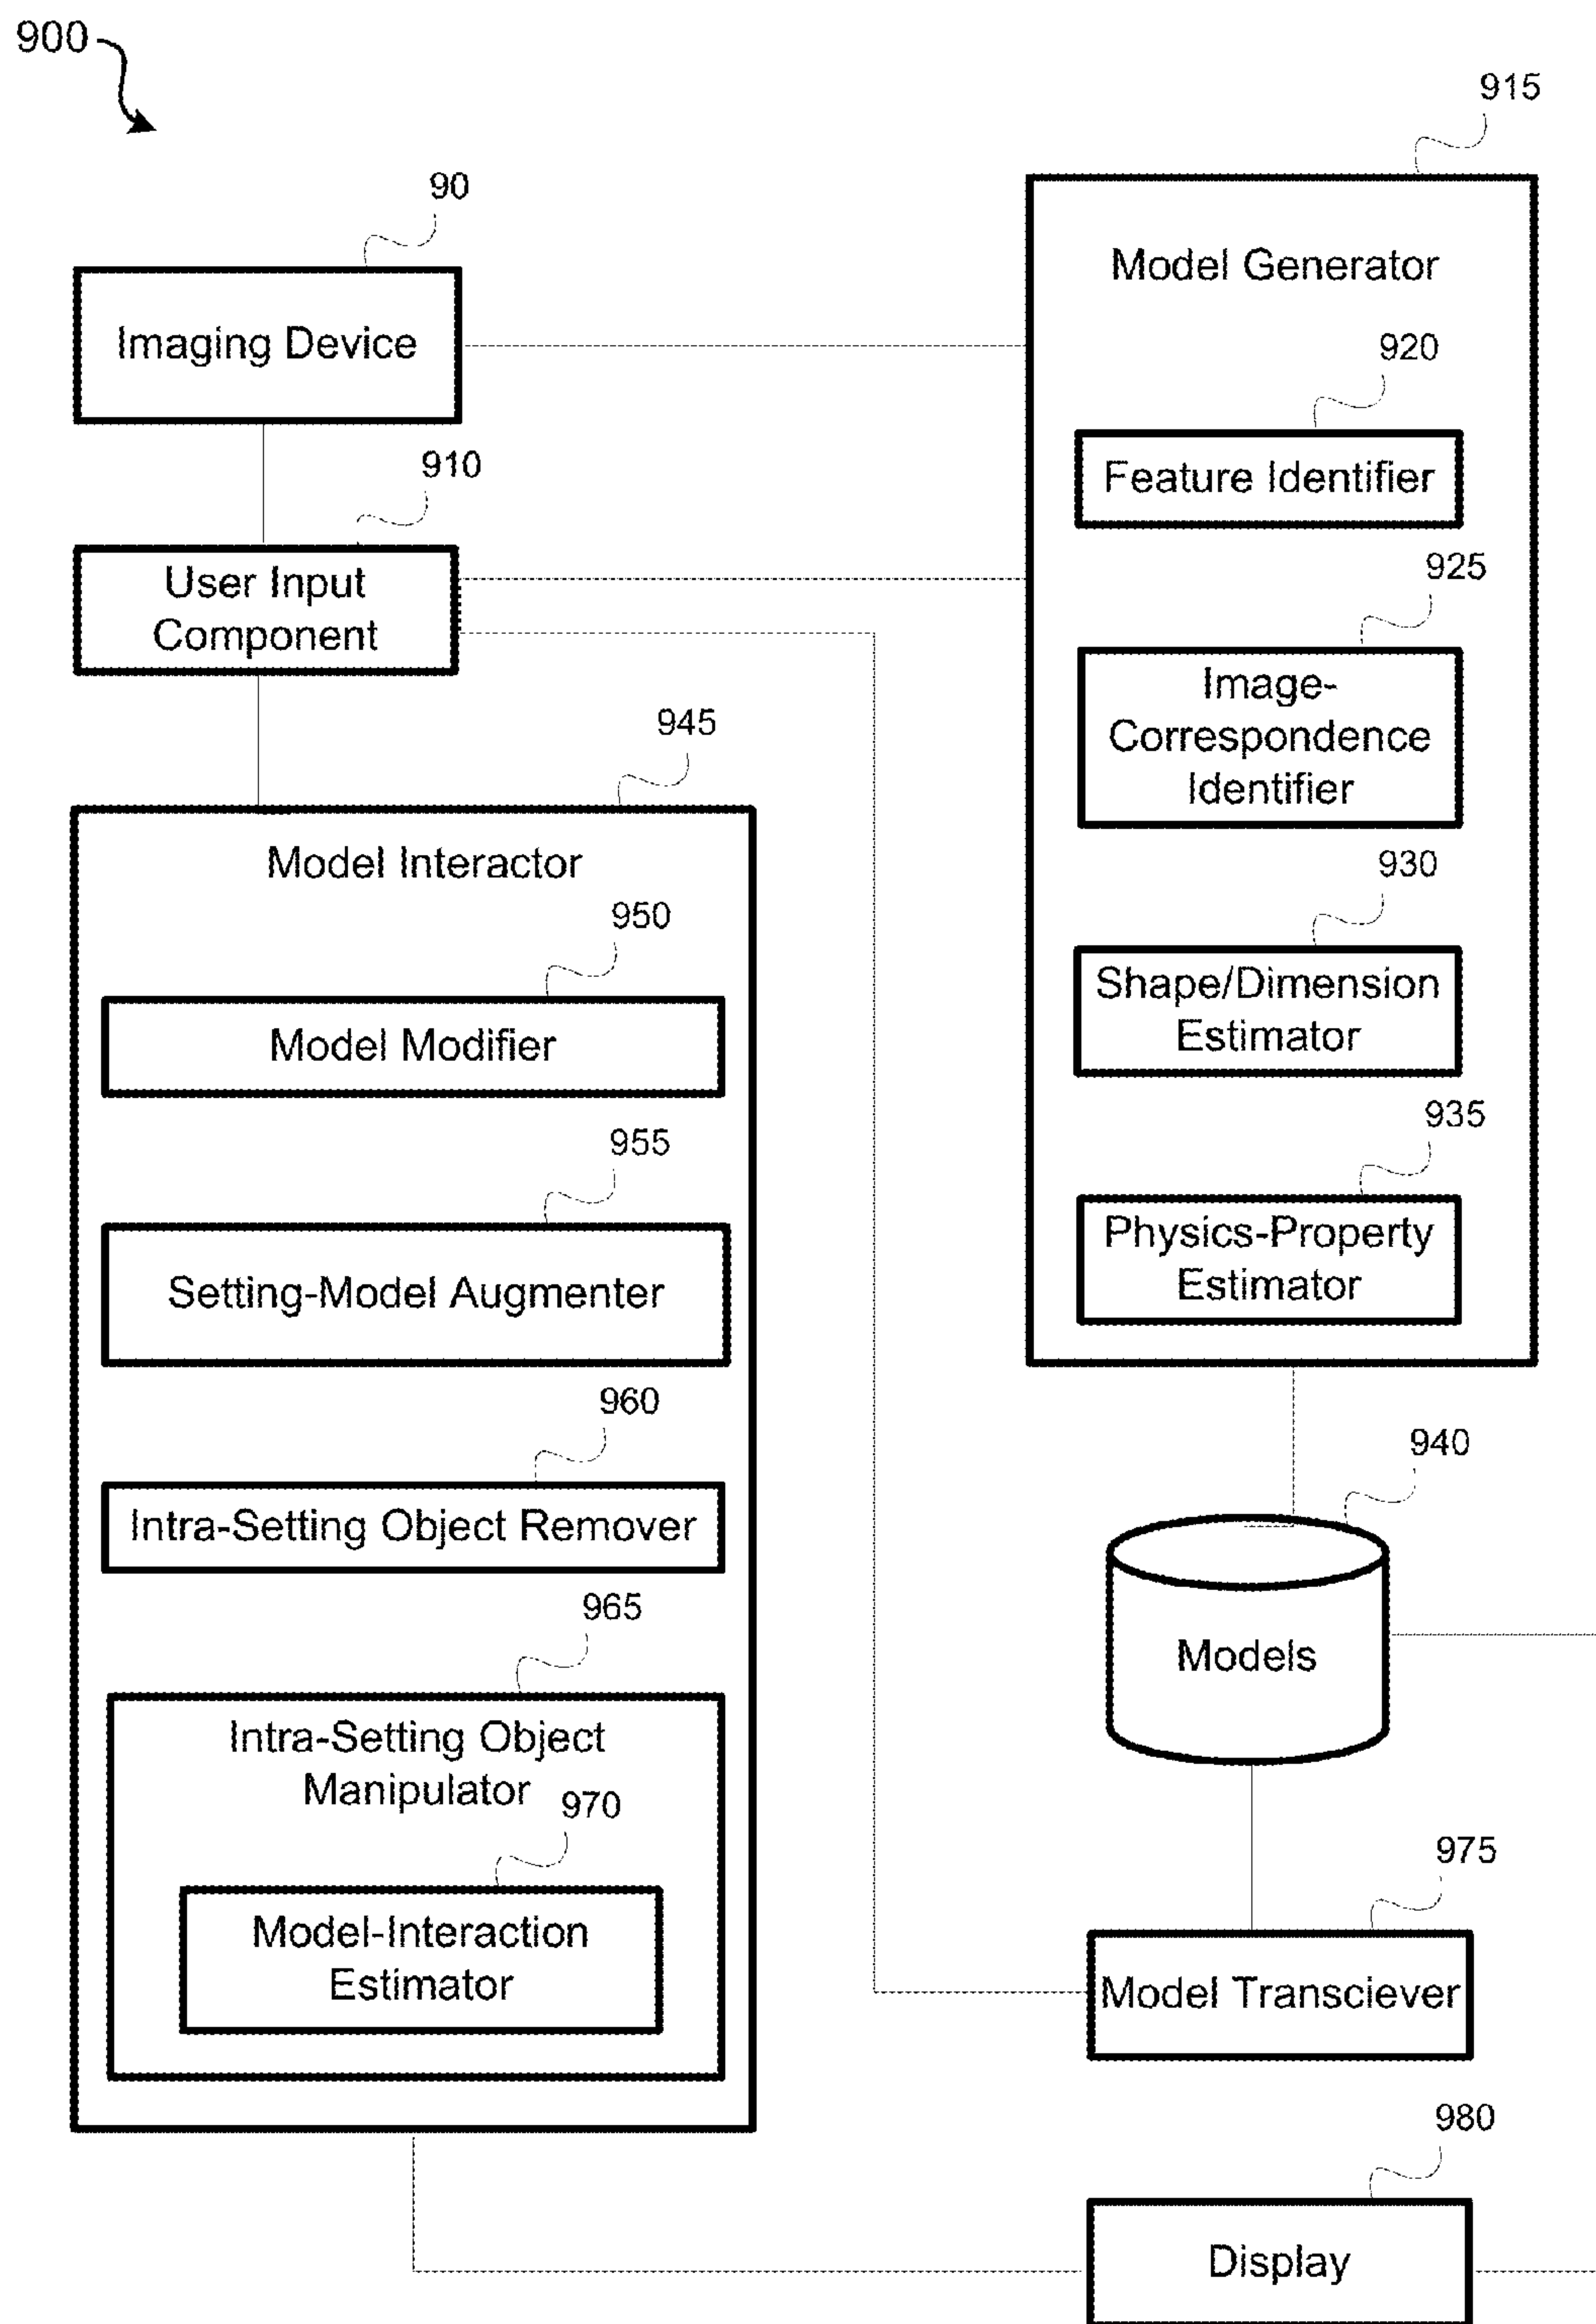 900
915
90
Model Generator
Imaging Device
920
910
Feature Identifier
User Input
Component
925
Image-
Correspondence
Identifier
945
Model Interactor
930
950
Shape/Dimension
Estimator
Model Modifier
935
955
Physics-Property
Estimator
Setting-Model Augmenter
960
940
Intra-Setting Object Remover
965
Models
Intra-Setting Object
Manipulator
970
975
Model-Interaction
Estimator
Model Transciever
980
Display